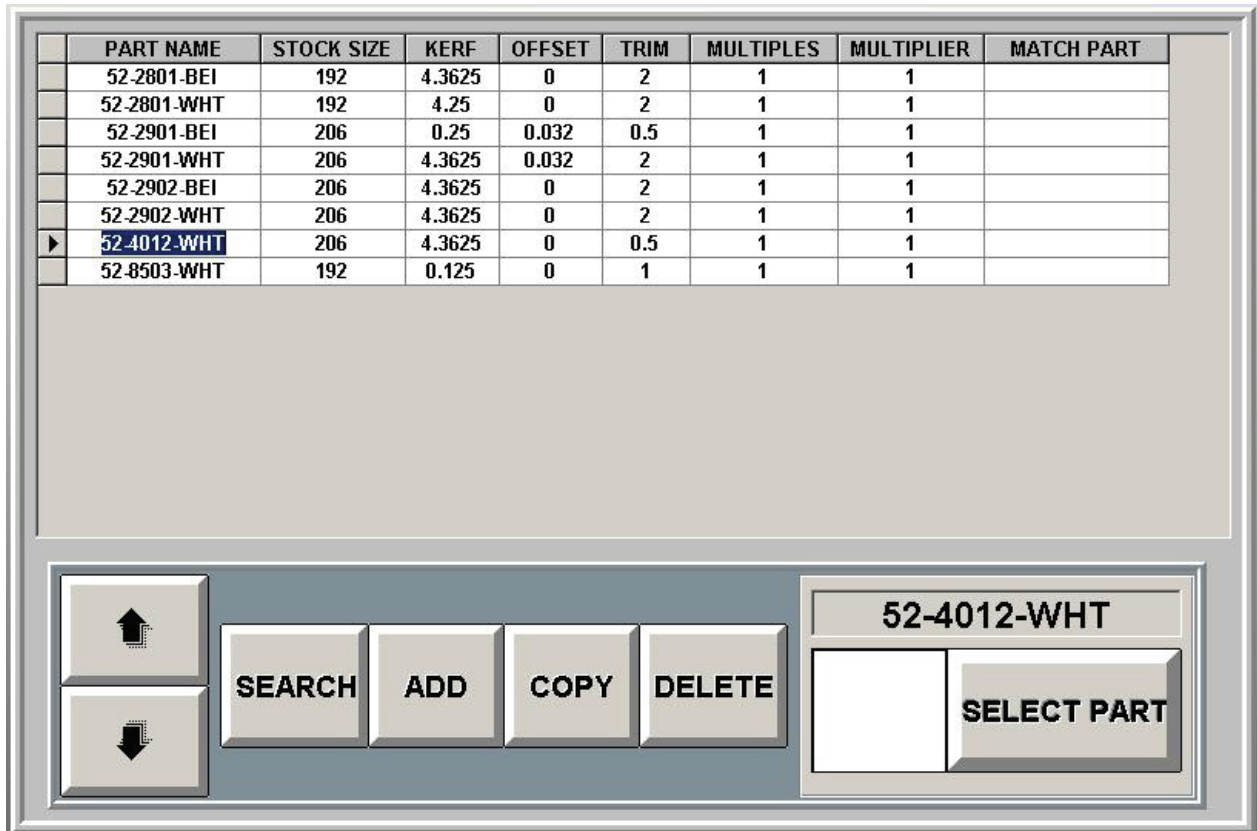 PART NAME STOCK SIZE KERF OFFSET TRIM MULTIPLES MULTIPLIER MATCH PART
52-2801-BEI 192 4.3625 0 2 1 1
52-2801-WHT 192 4.25 0 2 1 1
52-2901-BEI 206 0.25 0.032 0.5 1 1
52-2901-WHT 206 4.3625 0.032 2 1 1
52-2902-BEI 206 4.3625 0 2 1 1
52-2902-WHT 206 4.3625 0 2 1 1
52-4012-WHT 206 4.3625 0 0.5 1 1
52-8503-WHT 192 0.125 0 1 1 1
52-4012-WHT
SEARCH ADD COPY DELETE
SELECT PART